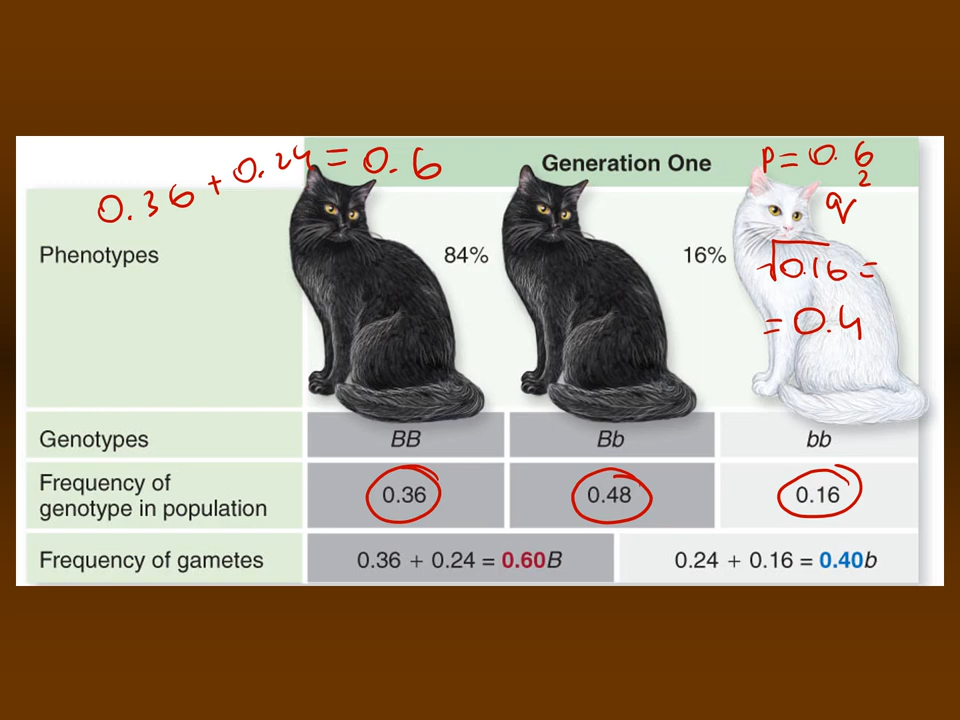 0.36 + 0.24 = 0.6
Generation One
p = 0.6
q²
√0.16 =
= 0.4
Phenotypes
84%
16%
Genotypes
BB
Bb
bb
Frequency of
genotype in population
0.36
0.48
0.16
Frequency of gametes
0.36 + 0.24 = 0.60B
0.24 + 0.16 = 0.40b